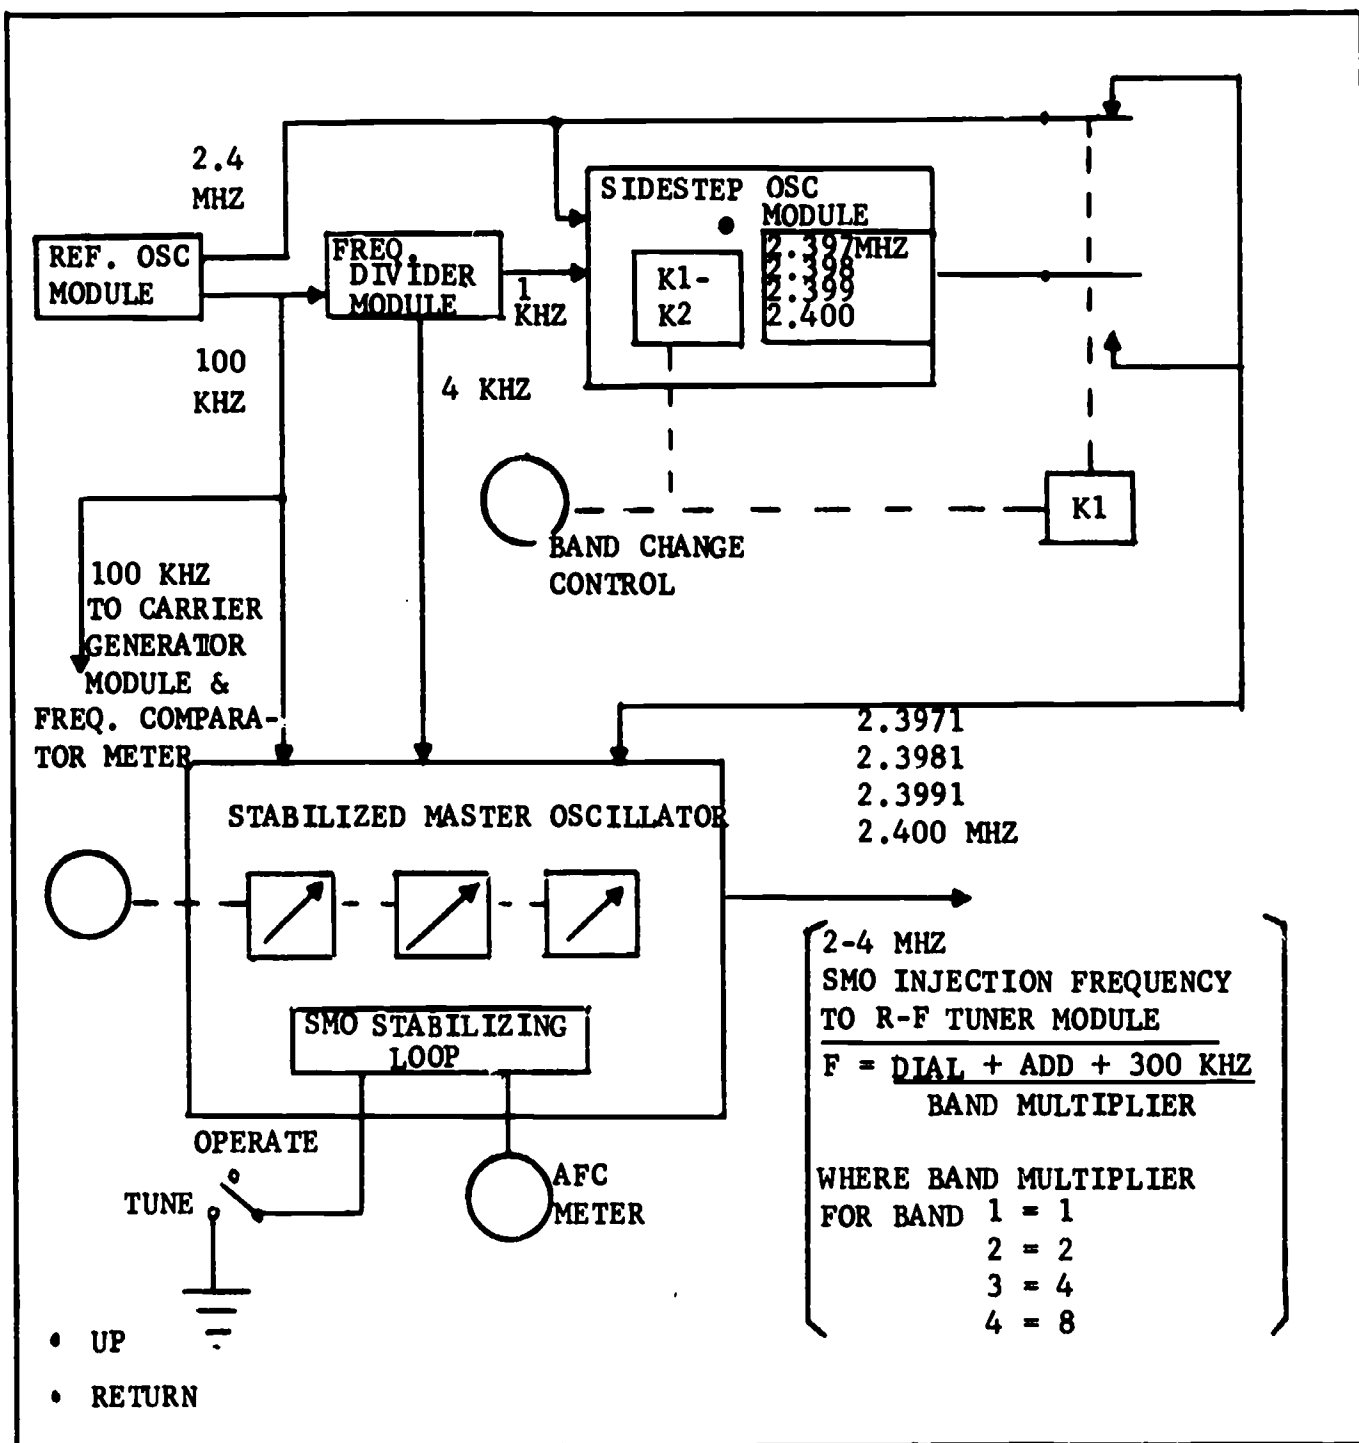 2.4
MHZ
REF. OSC
MODULE
100
KHZ
FREQ.
DIVIDER
MODULE
1
KHZ
4 KHZ
SIDESTEP OSC
MODULE
K1-
K2
2.397MHZ
2.398
2.399
2.400
K1
BAND CHANGE
CONTROL
100 KHZ
TO CARRIER
GENERATOR
MODULE &
FREQ. COMPARA-
TOR METER
2.3971
2.3981
2.3991
2.400 MHZ
STABILIZED MASTER OSCILLATOR
SMO STABILIZING
LOOP
OPERATE
TUNE
AFC
METER
2-4 MHZ
SMO INJECTION FREQUENCY
TO R-F TUNER MODULE
F = DIAL + ADD + 300 KHZ
BAND MULTIPLIER
WHERE BAND MULTIPLIER
FOR BAND 1 = 1
2 = 2
3 = 4
4 = 8
• UP
• RETURN